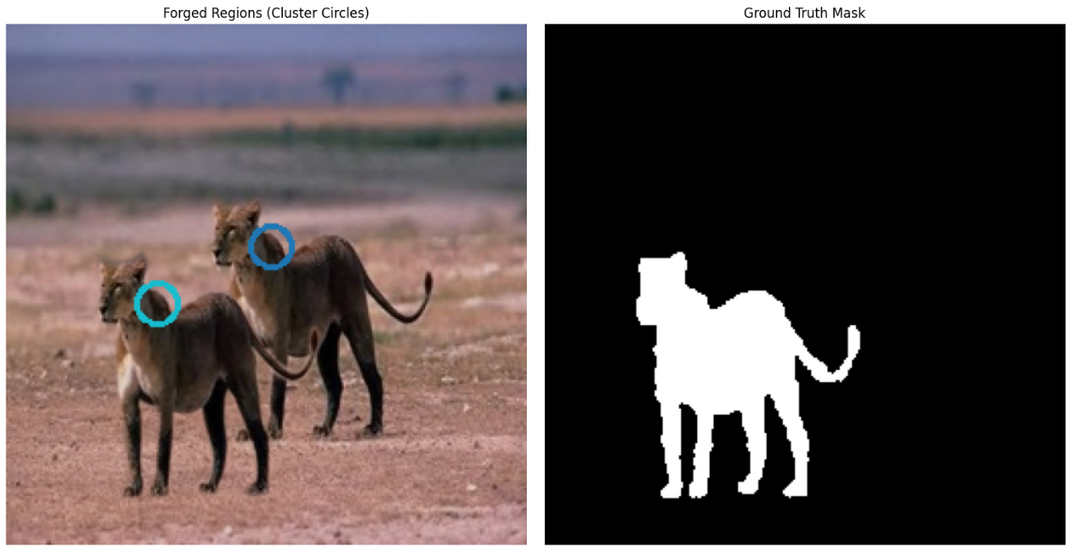 Forged Regions (Cluster Circles)
Ground Truth Mask